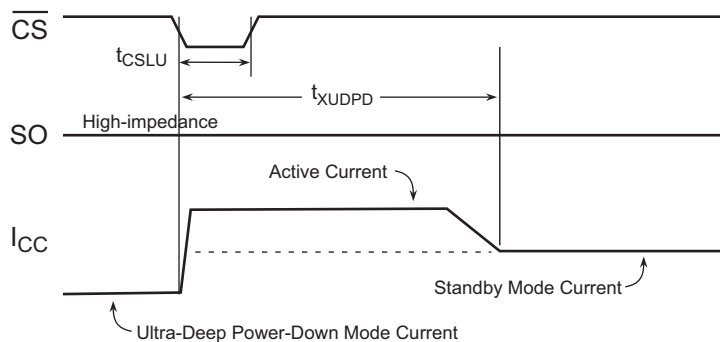 CS
tCSLU
tXUDPD
High-impedance
SO
Active Current
ICC
Standby Mode Current
Ultra-Deep Power-Down Mode Current